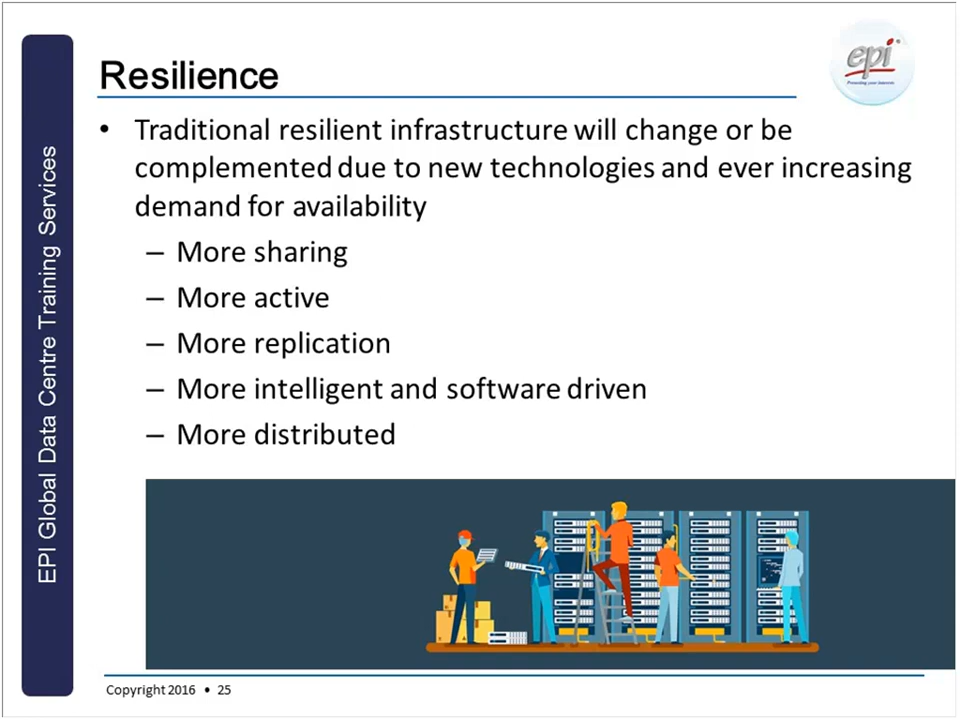 Resilience
epi
EPI Global Data Centre Training Services
• Traditional resilient infrastructure will change or be
complemented due to new technologies and ever increasing
demand for availability
– More sharing
– More active
– More replication
– More intelligent and software driven
– More distributed
Copyright 2016 • 25